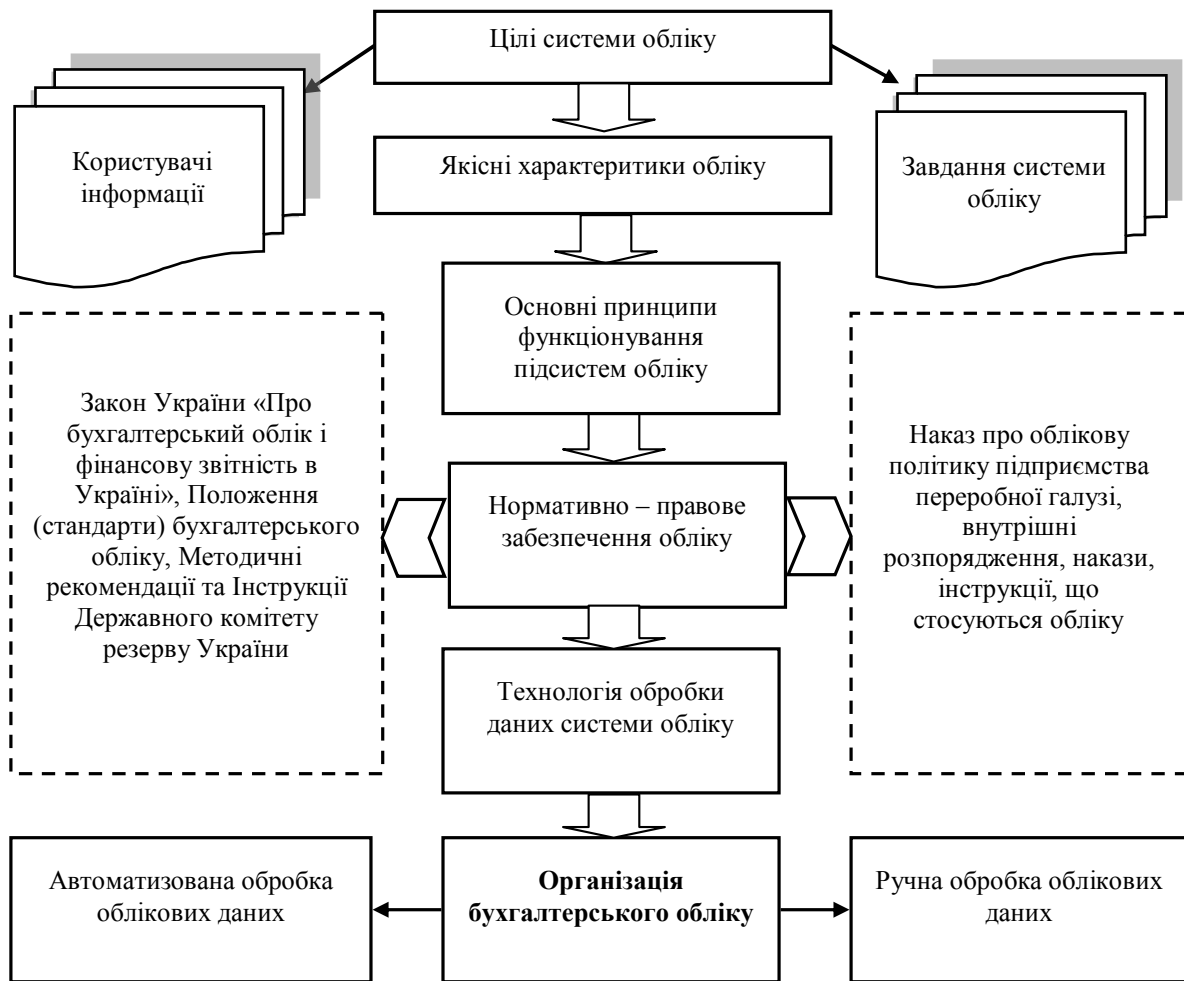 Цілі системи обліку
Користувачі
інформації
Якісні характеритики обліку
Завдання системи
обліку
Основні принципи
функціонування
підсистем обліку
Закон України «Про
бухгалтерський облік і
фінансову звітність в
Україні», Положення
(стандарти) бухгалтерського
обліку, Методичні
рекомендації та Інструкції
Державного комітету
резерву України
Нормативно – правове
забезпечення обліку
Наказ про облікову
політику підприємства
переробної галузі,
внутрішні
розпорядження, накази,
інструкції, що
стосуються обліку
Технологія обробки
даних системи обліку
Автоматизована обробка
облікових даних
Організація
бухгалтерського обліку
Ручна обробка облікових
даних